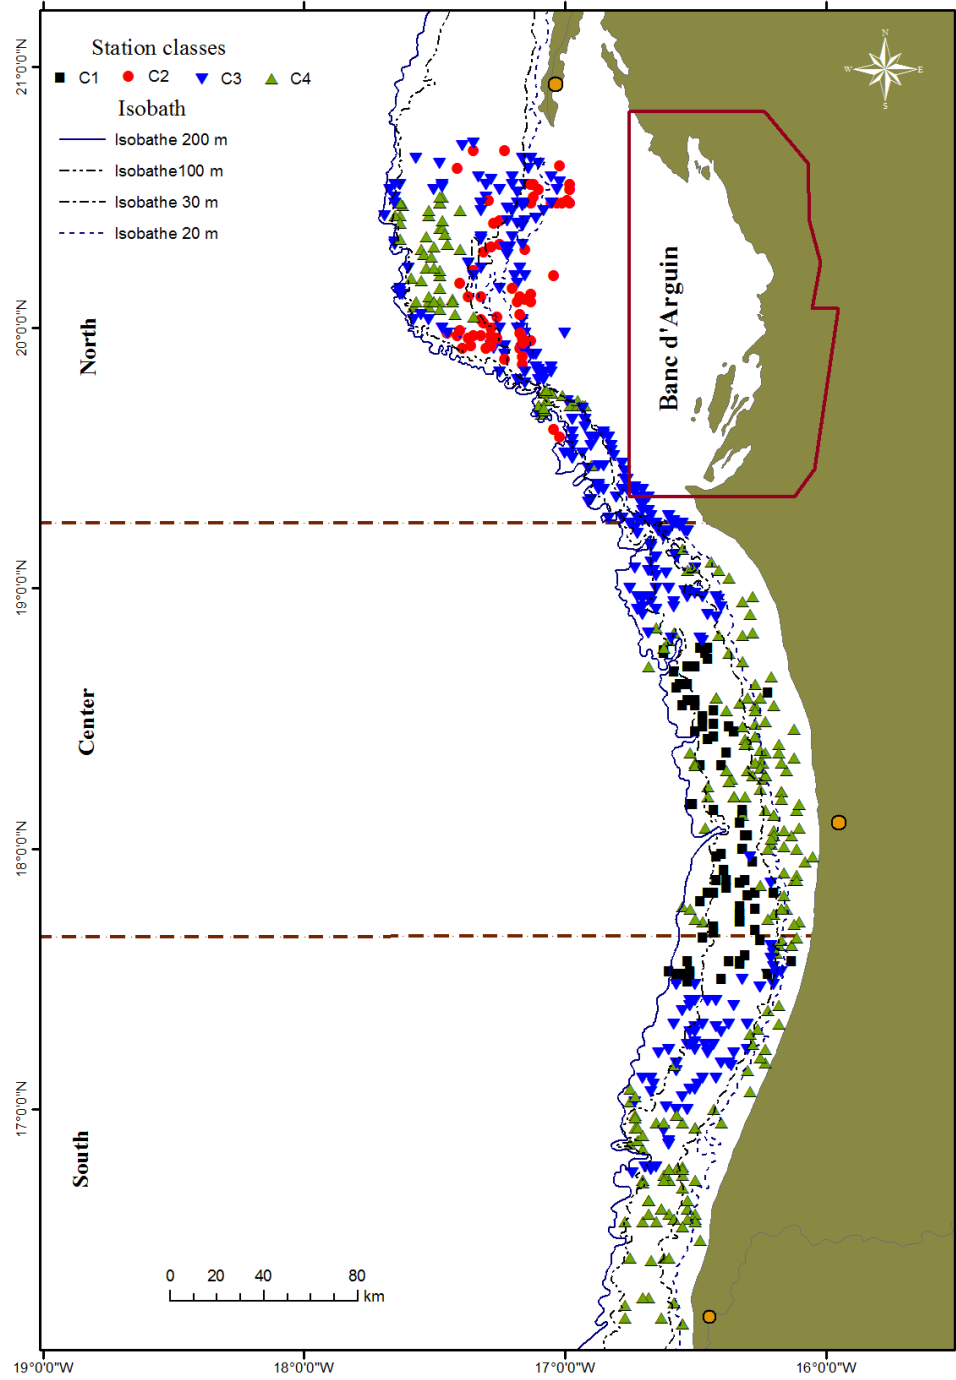 Station classes
C1 C2 C3 C4
Isobath
Isobathe 200 m
Isobathe100 m
Isobathe 30 m
Isobathe 20 m
N
W E
S
North
Center
South
Banc d'Arguin
21°0'0"N
20°0'0"N
19°0'0"N
18°0'0"N
17°0'0"N
0 20 40 80
km
19°0'0"W 18°0'0"W 17°0'0"W 16°0'0"W